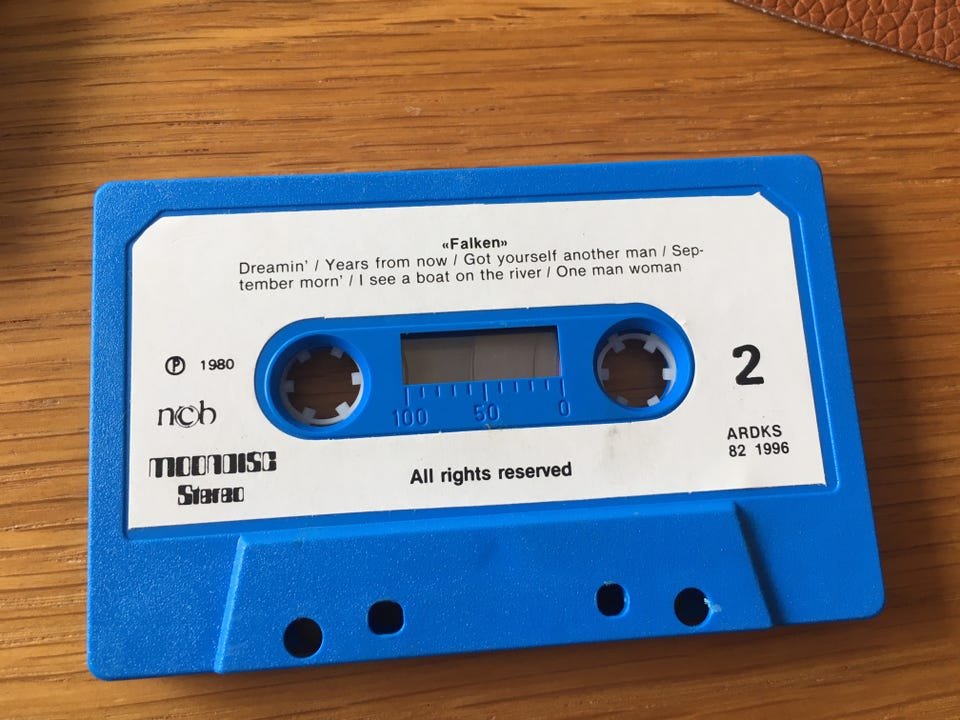 «Falken»
Dreamin' / Years from now / Got yourself another man / Sep-
tember morn' / I see a boat on the river / One man woman
Ⓟ 1980
2
100 50 0
ncb
ARDKS
82 1996
MOONDISC
Stereo
All rights reserved